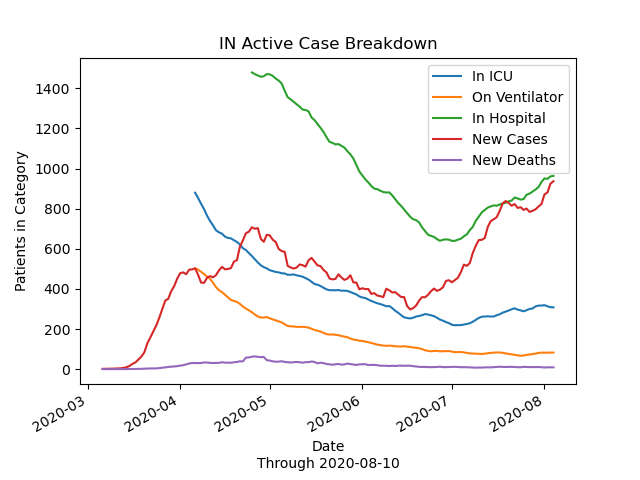 IN Active Case Breakdown
In ICU
On Ventilator
In Hospital
New Cases
New Deaths
Patients in Category
1400
1200
1000
800
600
400
200
0
2020-03
2020-04
2020-05
2020-06
2020-07
2020-08
Date
Through 2020-08-10